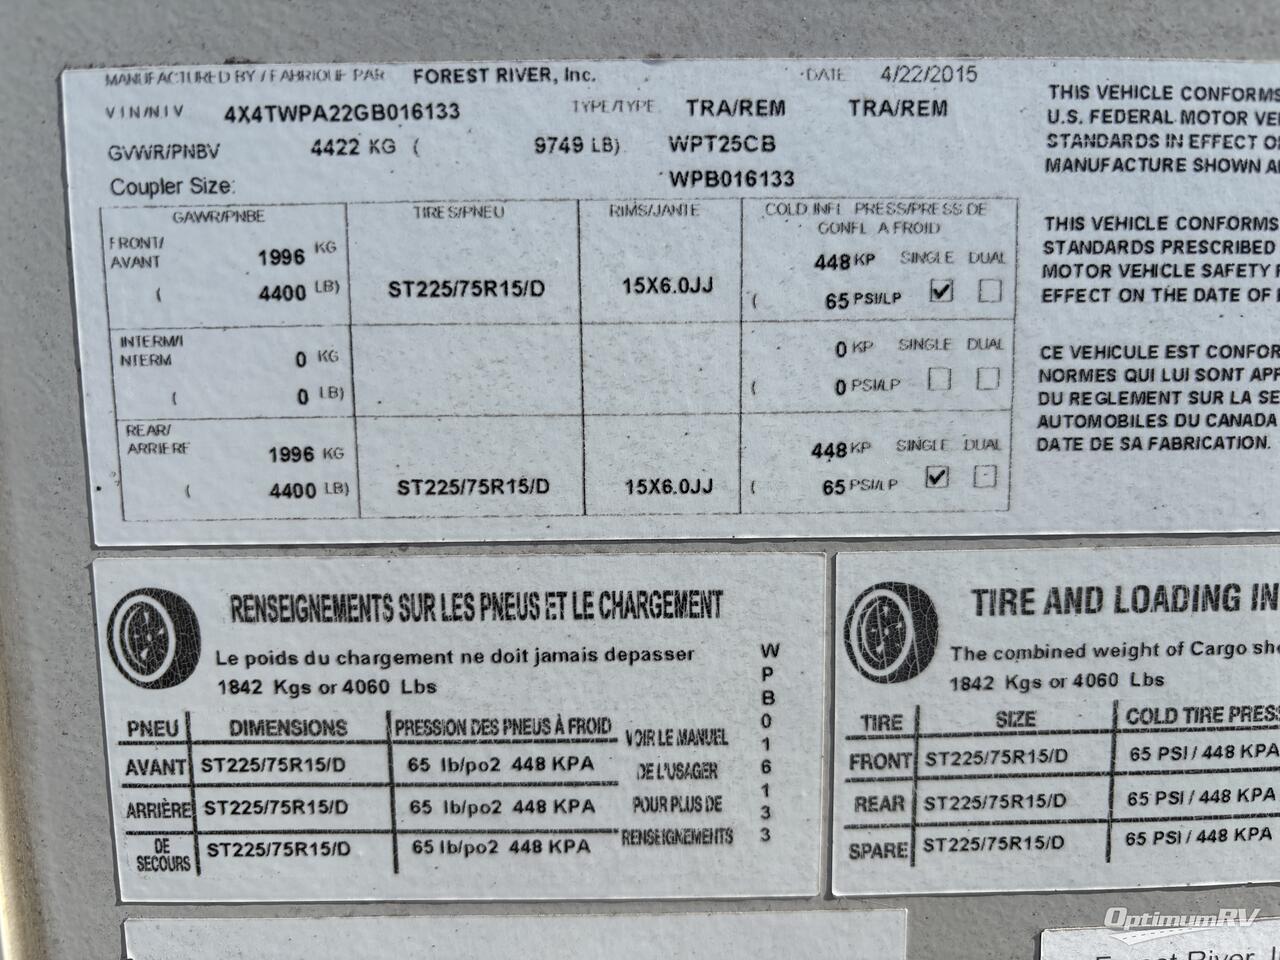 MANUFACTURED BY / FABRIQUE PAR FOREST RIVER, Inc. DATE 4/22/2015
VIN/NIV 4X4TWPA22GB016133 TYPE/TYPE TRA/REM TRA/REM
GVWR/PNBV 4422 KG ( 9749 LB) WPT25CB
Coupler Size: WPB016133
GAWR/PNBE TIRES/PNEU RIMS/JANTE COLD INFL PRESS/PRESS DE
GONFL A FROID
FRONT/
AVANT 1996 KG 448 KP SINGLE DUAL
( 4400 LB) ST225/75R15/D 15X6.0JJ ( 65 PSI/LP
INTERM/I
NTERM 0 KG 0 KP SINGLE DUAL
( 0 LB) ( 0 PSI/LP
REAR/
ARRIERE 1996 KG 448 KP SINGLE DUAL
( 4400 LB) ST225/75R15/D 15X6.0JJ ( 65 PSI/LP
THIS VEHICLE CONFORMS
U.S. FEDERAL MOTOR
STANDARDS IN EFFECT
MANUFACTURE SHOWN
THIS VEHICLE CONFORMS
STANDARDS PRESCRIBED
MOTOR VEHICLE SAFETY
EFFECT ON THE DATE OF
CE VEHICULE EST
NORMES QUI LUI SONT
DU REGLEMENT SUR LA
AUTOMOBILES DU CANADA
DATE DE SA FABRICATION.
RENSEIGNEMENTS SUR LES PNEUS ET LE CHARGEMENT
Le poids du chargement ne doit jamais depasser
1842 Kgs or 4060 Lbs
PNEU DIMENSIONS PRESSION DES PNEUS À FROID
AVANT ST225/75R15/D 65 lb/po2 448 KPA
ARRIÈRE ST225/75R15/D 65 lb/po2 448 KPA
DE
SECOURS ST225/75R15/D 65 lb/po2 448 KPA
VOIR LE MANUEL
DE L'USAGER
POUR PLUS DE
RENSEIGNEMENTS
WPB016133
TIRE AND LOADING
The combined weight of Cargo
1842 Kgs or 4060 Lbs
TIRE SIZE COLD TIRE
FRONT ST225/75R15/D 65 PSI / 448 KPA
REAR ST225/75R15/D 65 PSI / 448 KPA
SPARE ST225/75R15/D 65 PSI / 448 KPA
OptimumRV
Forest River,